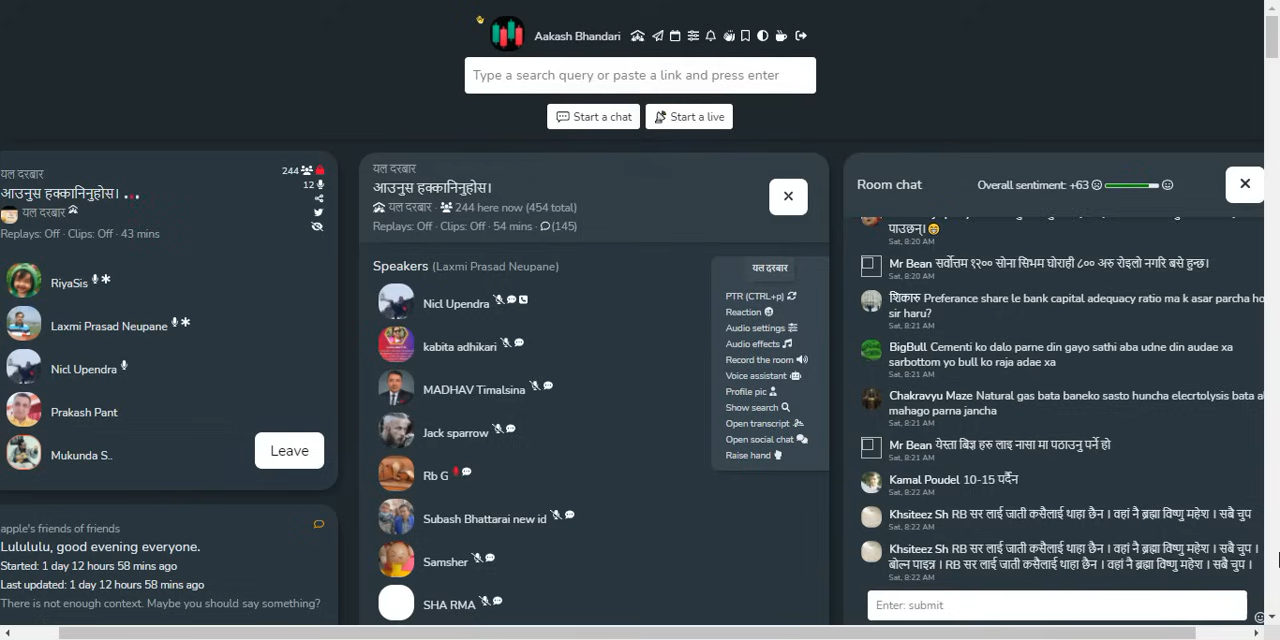 Aakash Bhandari
Type a search query or paste a link and press enter
Start a chat
Start a live
यल दरबार
244
आउनुस हक्कानिनुहोस। ...
12
यल दरबार
Replays: Off · Clips: Off · 43 mins
RiyaSis
Laxmi Prasad Neupane
Nicl Upendra
Prakash Pant
Mukunda S..
Leave
apple's friends of friends
Lulululu, good evening everyone.
Started: 1 day 12 hours 58 mins ago
Last updated: 1 day 12 hours 58 mins ago
There is not enough context. Maybe you should say something?
यल दरबार
आउनुस हक्कानिनुहोस।
यल दरबार · 244 here now (454 total)
Replays: Off · Clips: Off · 54 mins · (145)
Speakers (Laxmi Prasad Neupane)
Nicl Upendra
kabita adhikari
MADHAV Timalsina
Jack sparrow
Rb G
Subash Bhattarai new id
Samsher
SHA RMA
यल दरबार
PTR (CTRL+p)
Reaction
Audio settings
Audio effects
Record the room
Voice assistant
Profile pic
Show search
Open transcript
Open social chat
Raise hand
Room chat
Overall sentiment: +63
पाउछन्।
Sat, 8:20 AM
Mr Bean सर्वोत्तम १२०० सोना सिभम घोराही ८०० अरु रोइलो नगरि बसे हुन्छ।
Sat, 8:20 AM
शिकारु Preferance share le bank capital adequacy ratio ma k asar parcha ho
sir haru?
Sat, 8:21 AM
BigBull Cementi ko dalo parne din gayo sathi aba udne din audae xa
sarbottom yo bull ko raja adae xa
Sat, 8:21 AM
Chakravyu Maze Natural gas bata baneko sasto huncha elecrtolysis bata al
mahago parna jancha
Sat, 8:21 AM
Mr Bean येस्ता बिज्ञ हरु लाइ नासा मा पठाउनु पर्ने हो
Sat, 8:21 AM
Kamal Poudel 10-15 पर्दैन
Sat, 8:22 AM
Khsiteez Sh RB सर लाई जाती कसैलाई थाहा छैन । वहां नै ब्रह्मा विष्णु महेश । सबै चुप
Sat, 8:22 AM
Khsiteez Sh RB सर लाई जाती कसैलाई थाहा छैन । वहां नै ब्रह्मा विष्णु महेश । सबै चुप ।
बोल्न पाइन्न । RB सर लाई जाती कसैलाई थाहा छैन । वहां नै ब्रह्मा विष्णु महेश । सबै चुप ।
Sat, 8:22 AM
Enter: submit